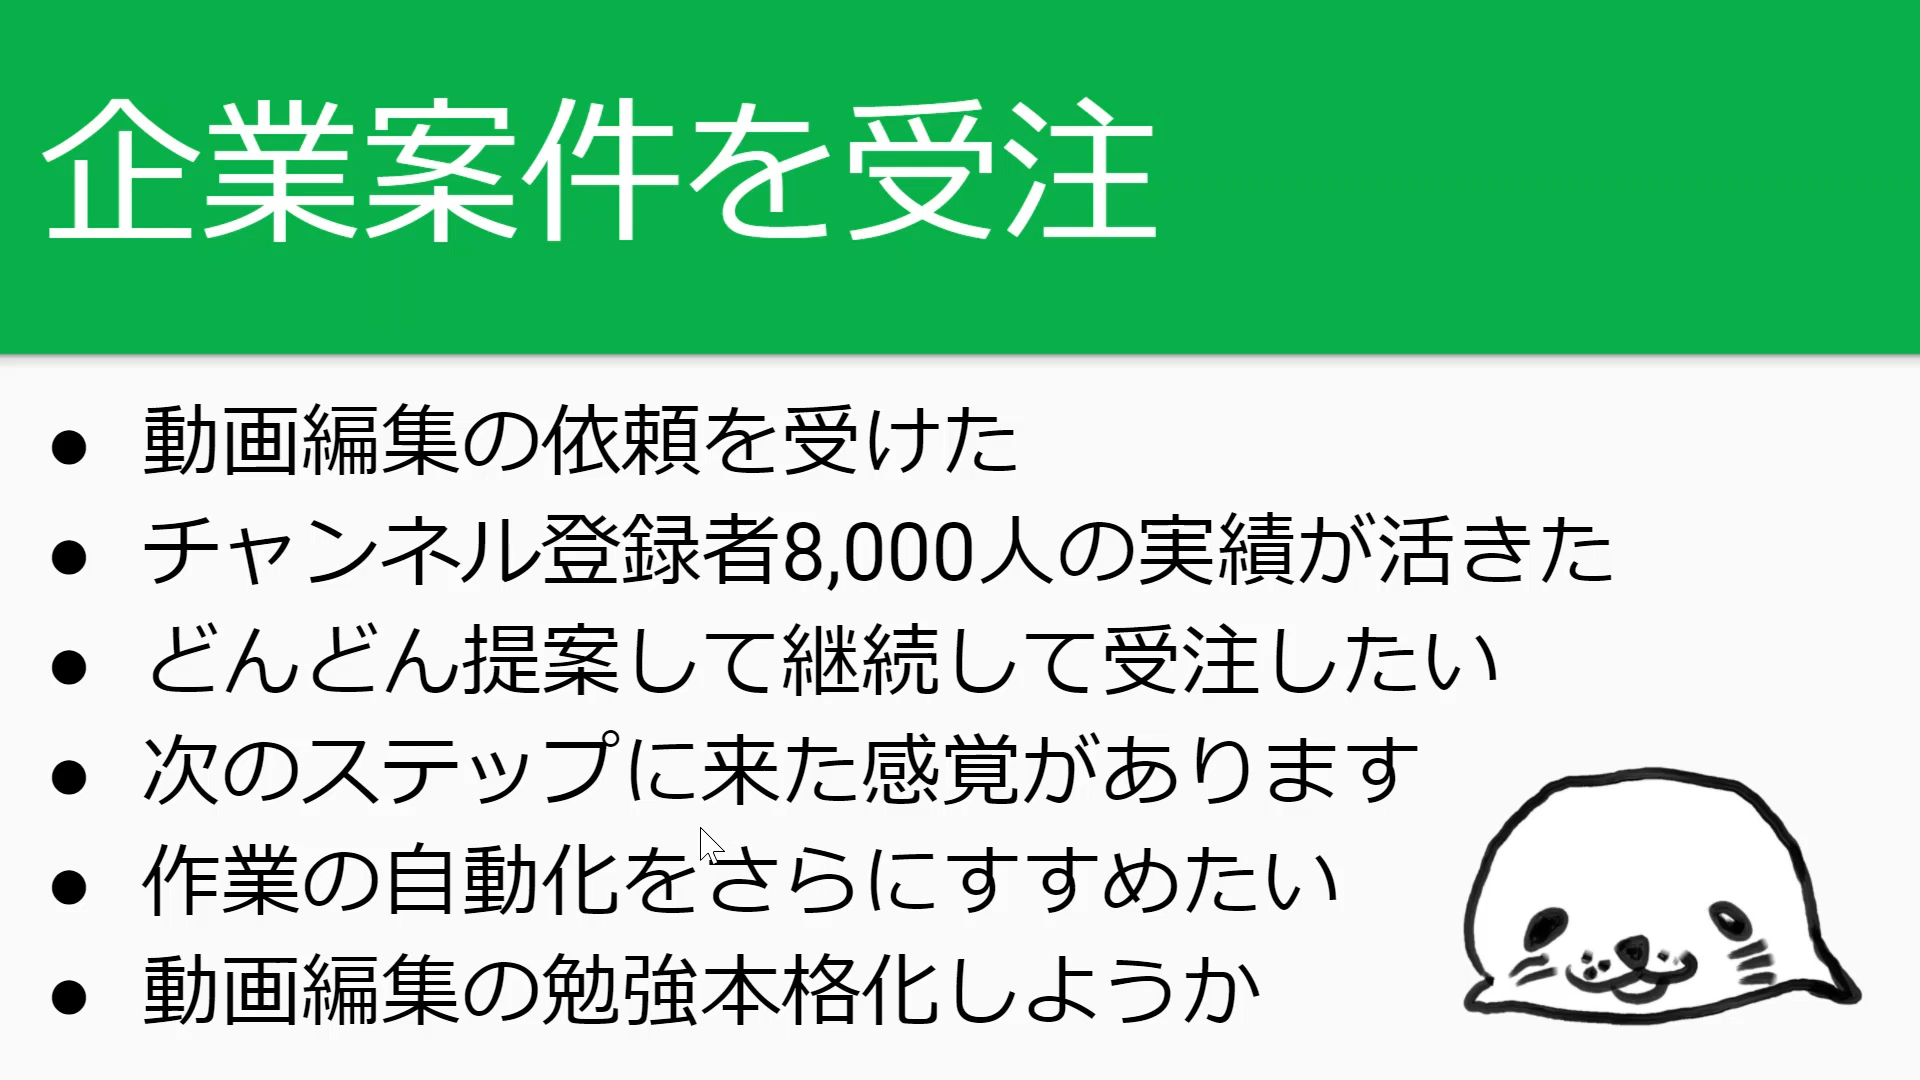 企業案件を受注
● 動画編集の依頼を受けた
● チャンネル登録者8,000人の実績が活きた
● どんどん提案して継続して受注したい
● 次のステップに来た感覚があります
● 作業の自動化をさらにすすめたい
● 動画編集の勉強本格化しようか